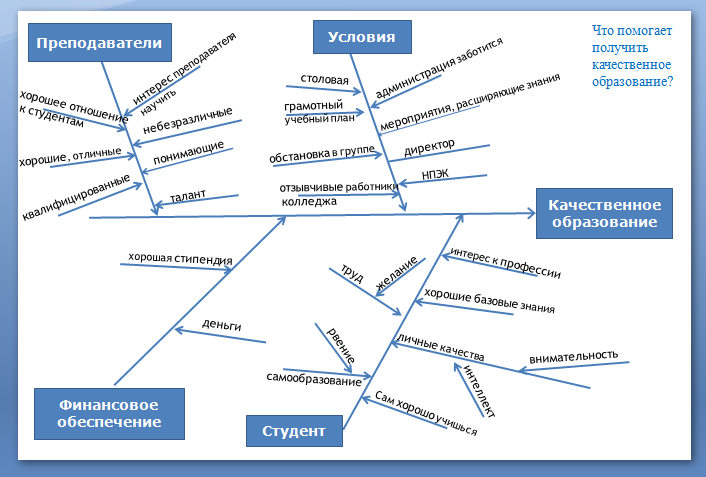 Преподаватели
Условия
Что помогает
получить
качественное
образование?
интерес преподавателя
научить
хорошее отношение
к студентам
небезразличные
хорошие, отличные
понимающие
квалифицированные
талант
столовая
администрация заботится
грамотный
учебный план
мероприятия, расширяющие знания
обстановка в группе
директор
НПЭК
отзывчивые работники
колледжа
Качественное
образование
хорошая стипендия
деньги
труд
желание
интерес к профессии
хорошие базовые знания
рвение
личные качества
внимательность
самообразование
интеллект
Сам хорошо учишься
Финансовое
обеспечение
Студент